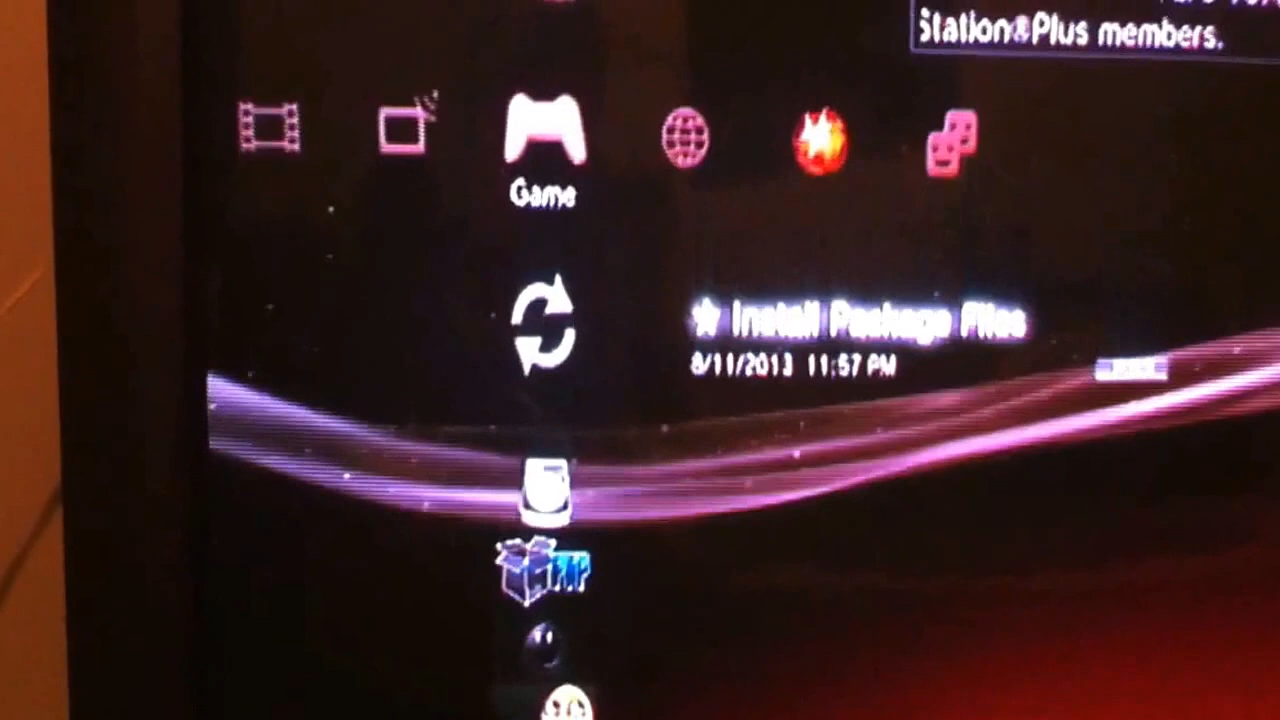 Station®Plus members.
Game
★ Install Package Files
8/11/2013 11:57 PM